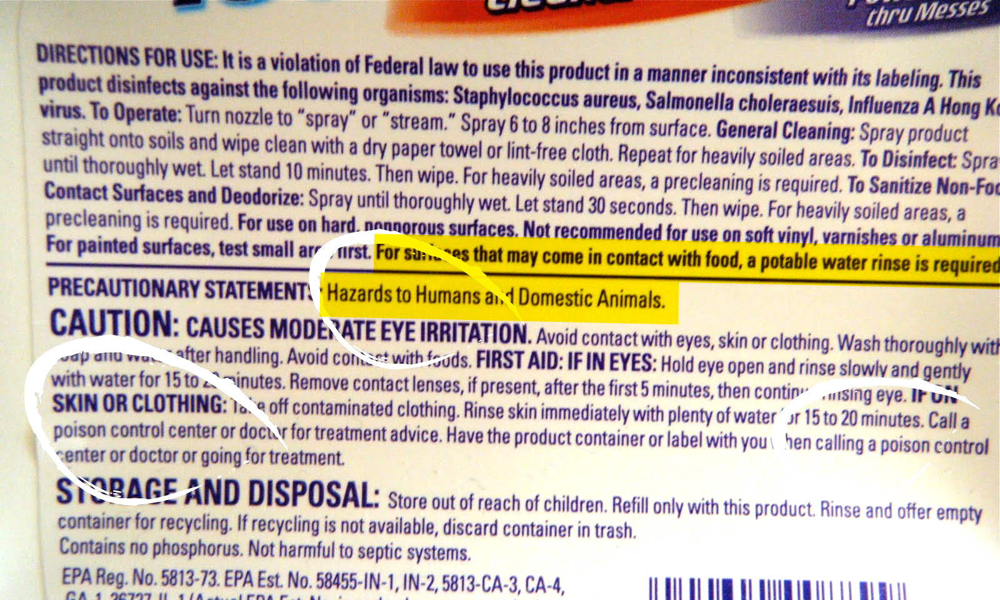 thru Messes
DIRECTIONS FOR USE: It is a violation of Federal law to use this product in a manner inconsistent with its labeling. This
product disinfects against the following organisms: Staphylococcus aureus, Salmonella choleraesuis, Influenza A Hong
virus. To Operate: Turn nozzle to “spray” or “stream.” Spray 6 to 8 inches from surface. General Cleaning: Spray product
straight onto soils and wipe clean with a dry paper towel or lint-free cloth. Repeat for heavily soiled areas. To Disinfect:
until thoroughly wet. Let stand 10 minutes. Then wipe. For heavily soiled areas, a precleaning is required. To Sanitize
Contact Surfaces and Deodorize: Spray until thoroughly wet. Let stand 30 seconds. Then wipe. For heavily soiled areas, a
precleaning is required. For use on hard, nonporous surfaces. Not recommended for use on soft vinyl, varnishes or aluminum
For painted surfaces, test small area first. For surfaces that may come in contact with food, a potable water rinse is required
PRECAUTIONARY STATEMENTS: Hazards to Humans and Domestic Animals.
CAUTION: CAUSES MODERATE EYE IRRITATION. Avoid contact with eyes, skin or clothing. Wash thoroughly with
soap and water after handling. Avoid contact with foods. FIRST AID: IF IN EYES: Hold eye open and rinse slowly and gently
with water for 15 to 20 minutes. Remove contact lenses, if present, after the first 5 minutes, then continue rinsing eye. IF ON
SKIN OR CLOTHING: Take off contaminated clothing. Rinse skin immediately with plenty of water for 15 to 20 minutes. Call a
poison control center or doctor for treatment advice. Have the product container or label with you when calling a poison control
center or doctor or going for treatment.
STORAGE AND DISPOSAL: Store out of reach of children. Refill only with this product. Rinse and offer empty
container for recycling. If recycling is not available, discard container in trash.
Contains no phosphorus. Not harmful to septic systems.
EPA Reg. No. 5813-73. EPA Est. No. 58455-IN-1, IN-2, 5813-CA-3, CA-4,